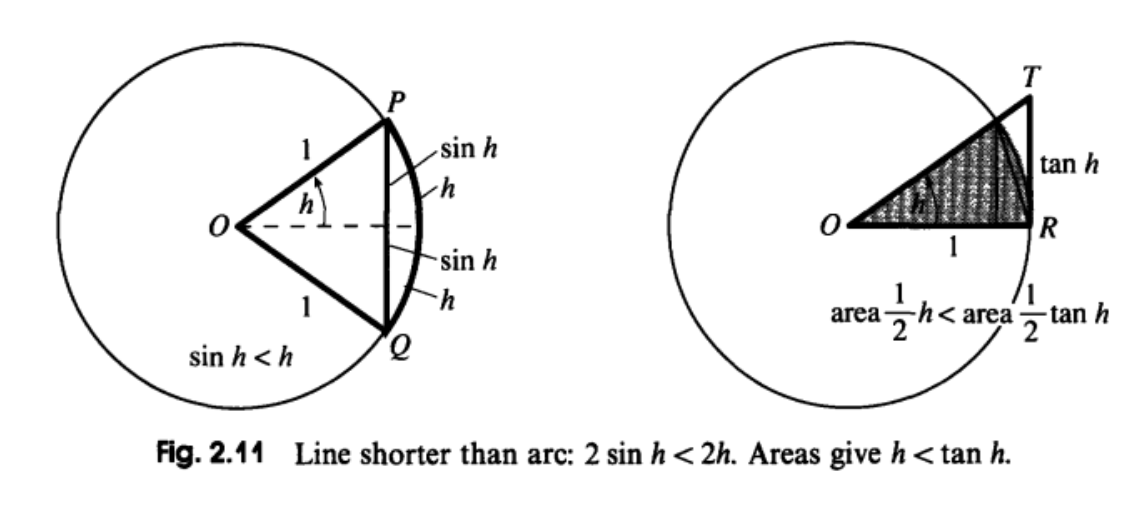 P
1
sin h
h
h
O
sin h
h
1
Q
sin h < h
T
tan h
h
O
R
1
area 1/2 h < area 1/2 tan h
Fig. 2.11 Line shorter than arc: 2 sin h < 2h. Areas give h < tan h.